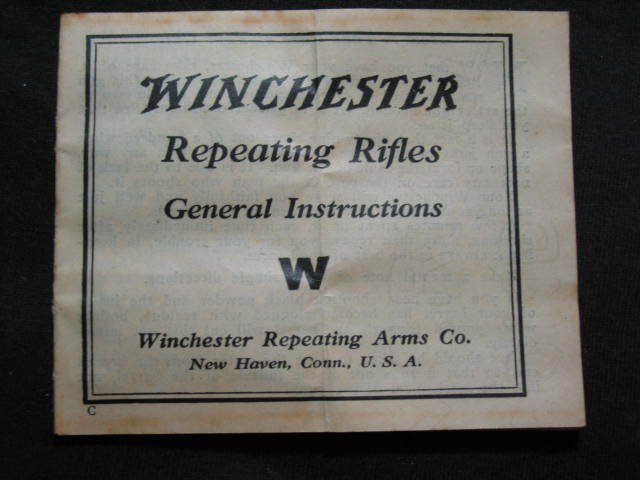 WINCHESTER
Repeating Rifles
General Instructions
W
Winchester Repeating Arms Co.
New Haven, Conn., U. S. A.
C